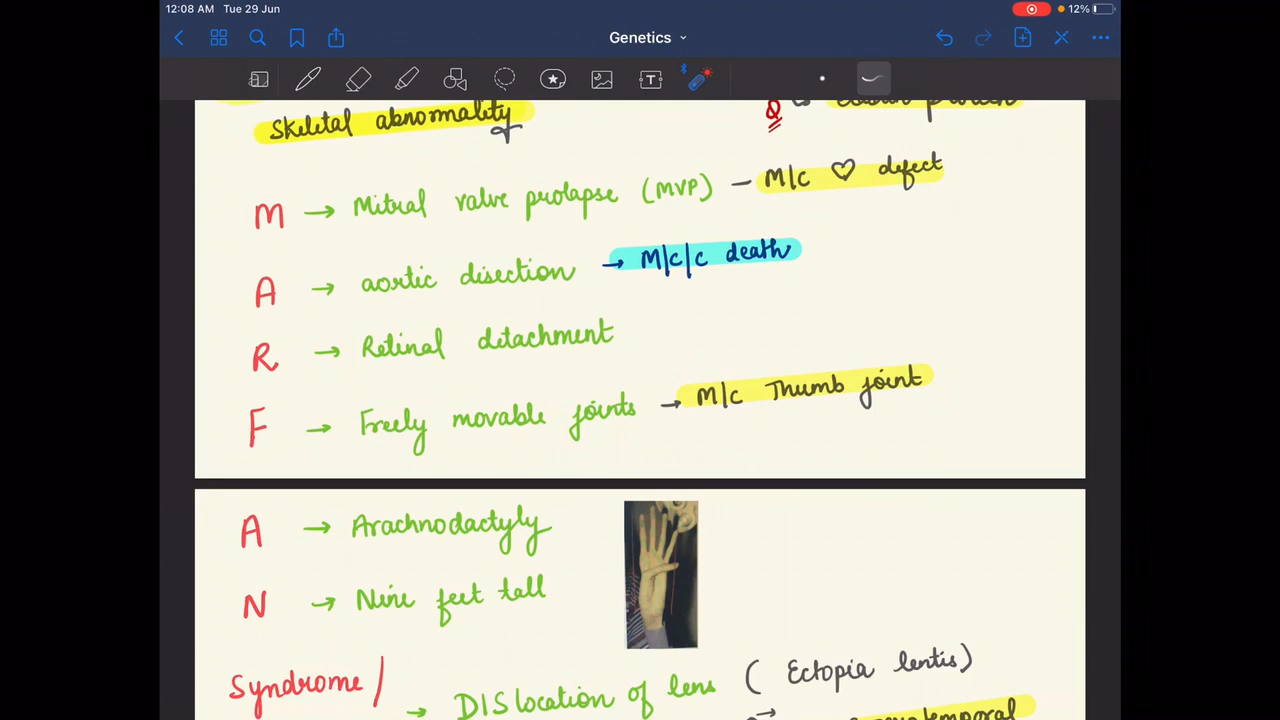 12:08 AM Tue 29 Jun
12%
Genetics
Skeletal abnormality
Q
M → Mitral valve prolapse (MVP) – M/c ♡ defect
A → aortic disection → M/c/c death
R → Retinal detachment
F → Freely movable joints → M/c Thumb joint
A → Arachnodactyly
N → Nine feet tall
Syndrome/
→ DISlocation of lens (Ectopia lentis)